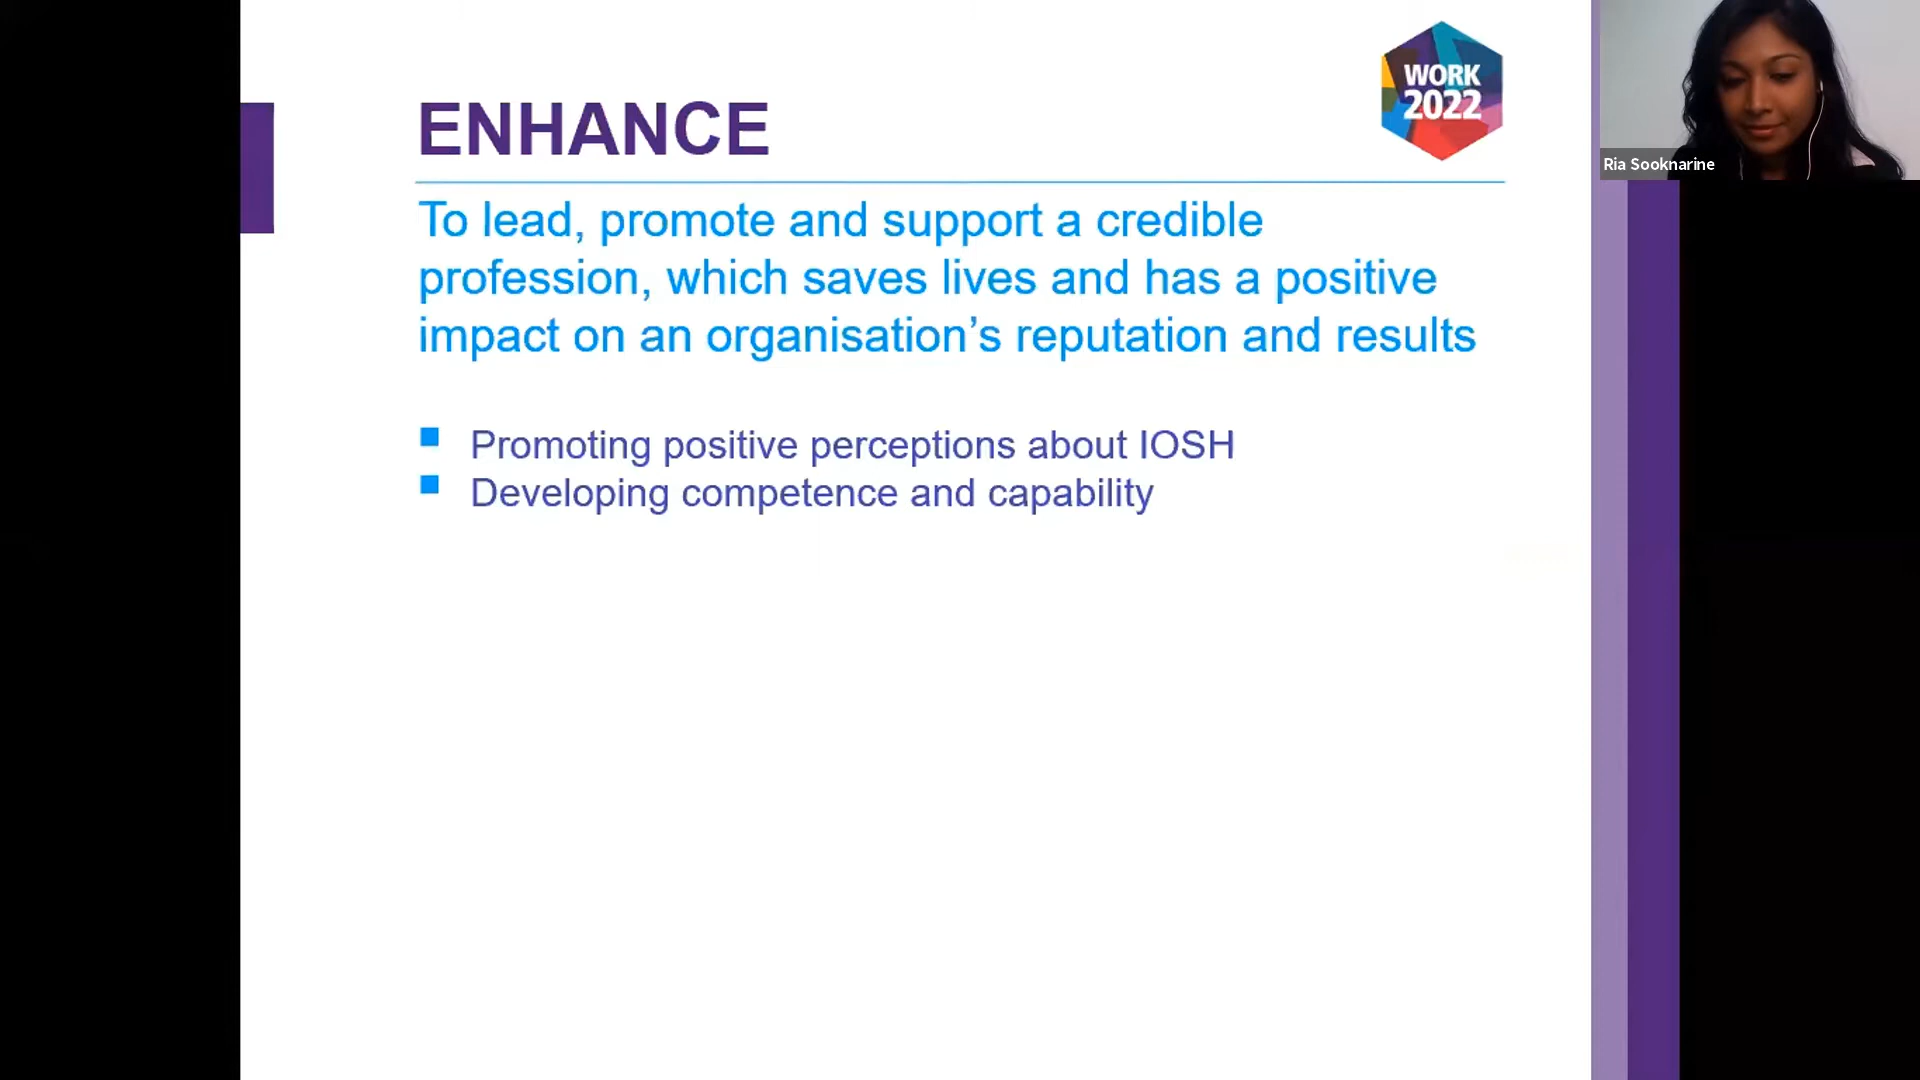 WORK
2022
ENHANCE
Ria Sooknarine
To lead, promote and support a credible
profession, which saves lives and has a positive
impact on an organisation’s reputation and results
Promoting positive perceptions about IOSH
Developing competence and capability